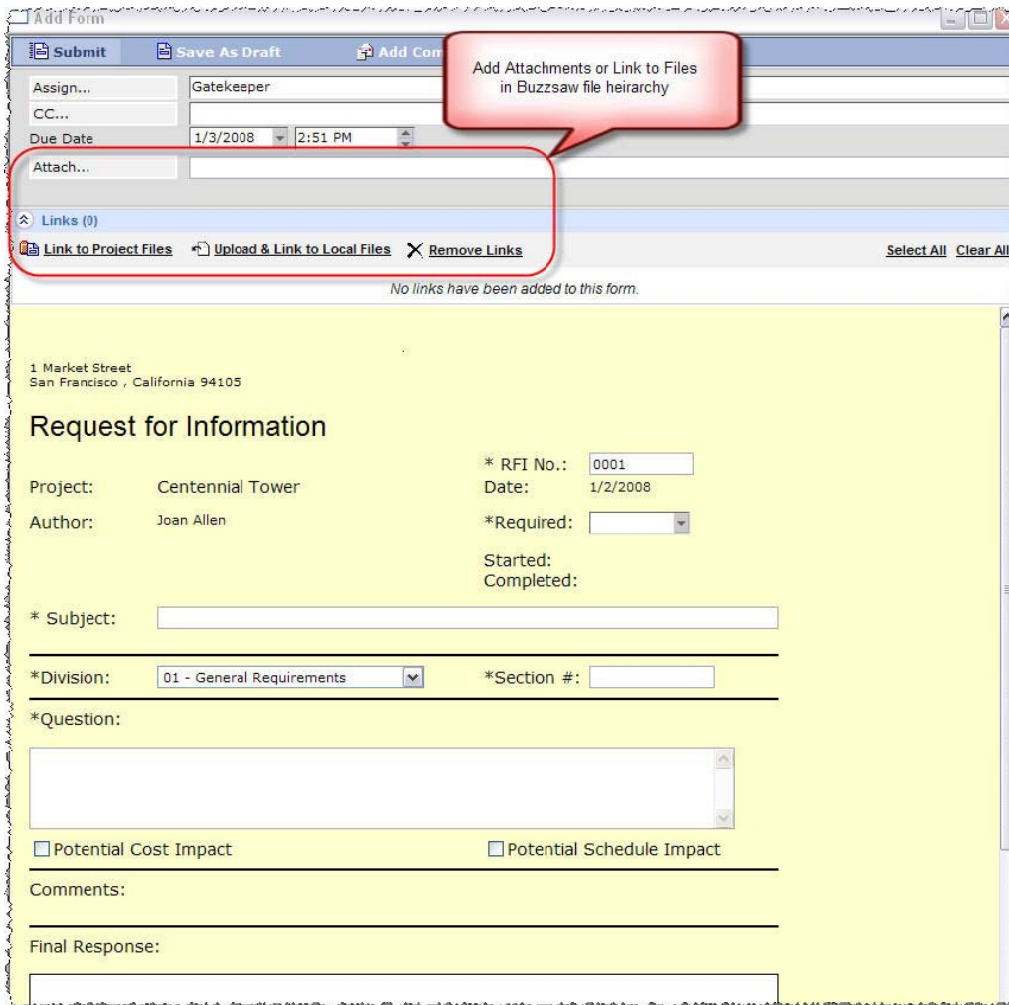 Add Form
Submit Save As Draft Add Com
Add Attachments or Link to Files
in Buzzsaw file heirarchy
Assign... Gatekeeper
CC...
Due Date 1/3/2008 2:51 PM
Attach...
Links (0)
Link to Project Files Upload & Link to Local Files Remove Links Select All Clear All
No links have been added to this form.
1 Market Street
San Francisco , California 94105
Request for Information
* RFI No.: 0001
Project: Centennial Tower Date: 1/2/2008
Author: Joan Allen *Required:
Started:
Completed:
* Subject:
*Division: 01 - General Requirements *Section #:
*Question:
Potential Cost Impact Potential Schedule Impact
Comments:
Final Response: